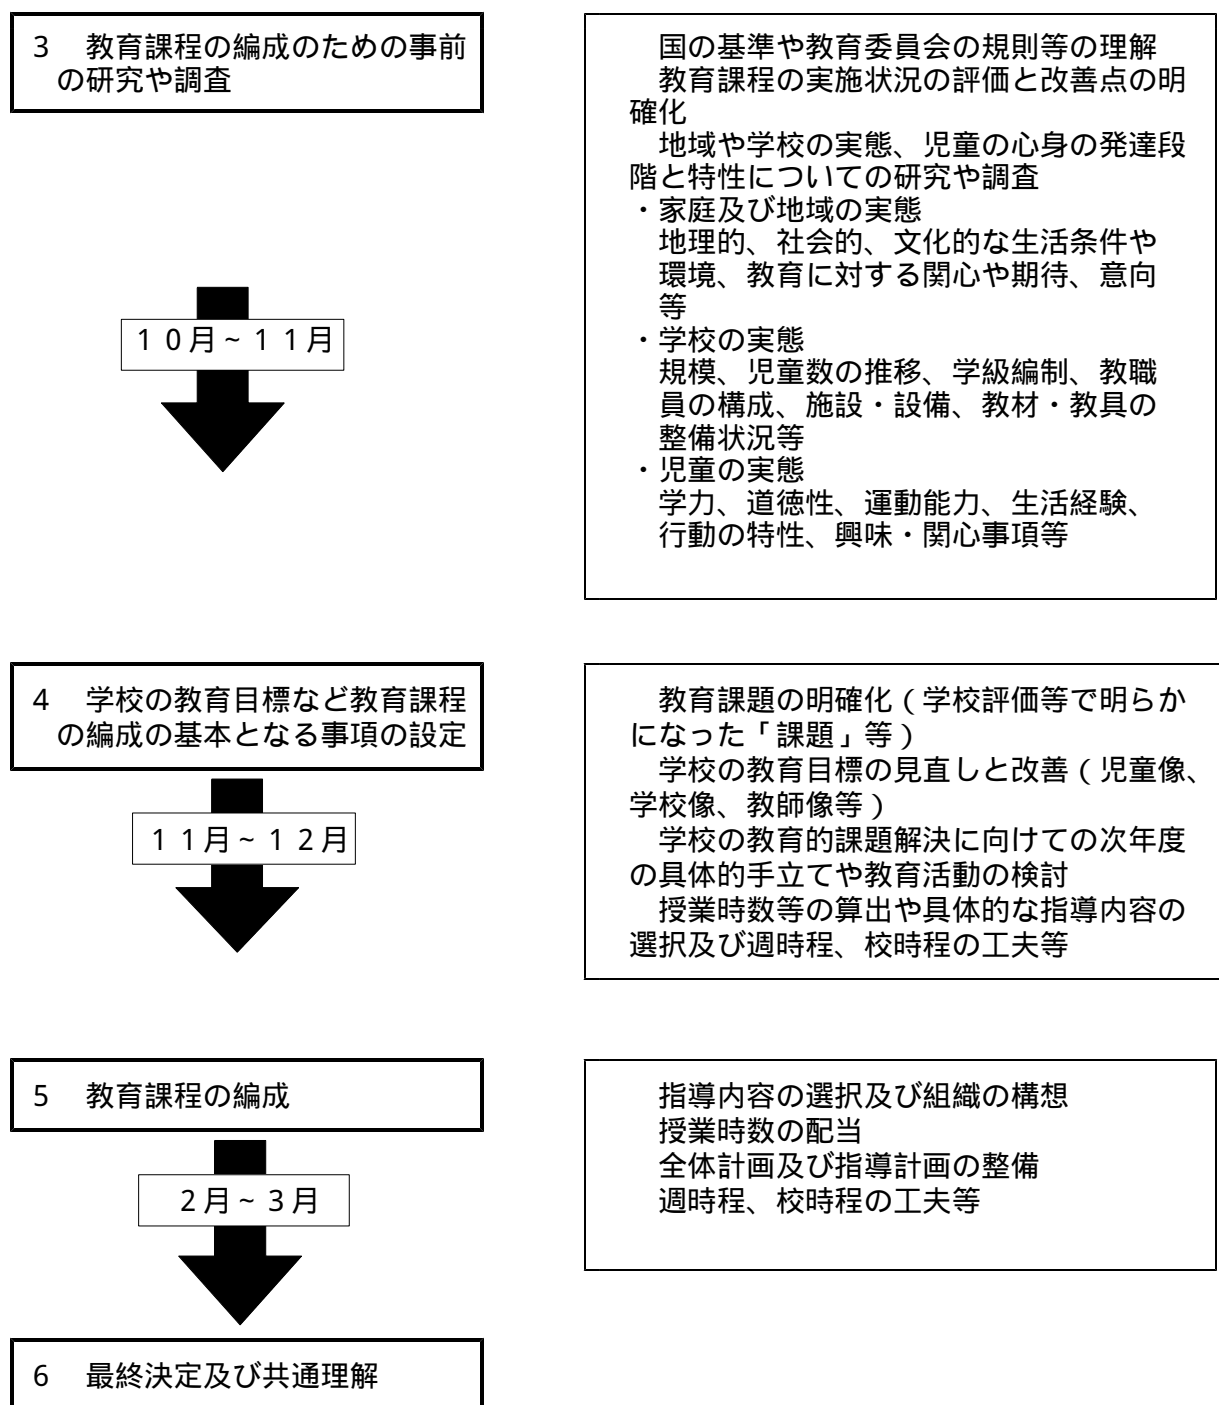 3　教育課程の編成のための事前
の研究や調査
国の基準や教育委員会の規則等の理解
教育課程の実施状況の評価と改善点の明
確化
地域や学校の実態、児童の心身の発達段
階と特性についての研究や調査
・家庭及び地域の実態
地理的、社会的、文化的な生活条件や
環境、教育に対する関心や期待、意向
等
・学校の実態
規模、児童数の推移、学級編制、教職
員の構成、施設・設備、教材・教具の
整備状況等
・児童の実態
学力、道徳性、運動能力、生活経験、
行動の特性、興味・関心事項等
１０月~１１月
4　学校の教育目標など教育課程
の編成の基本となる事項の設定
教育課題の明確化（学校評価等で明らか
になった「課題」等）
学校の教育目標の見直しと改善（児童像、
学校像、教師像等）
学校の教育的課題解決に向けての次年度
の具体的手立てや教育活動の検討
授業時数等の算出や具体的な指導内容の
選択及び週時程、校時程の工夫等
１１月~１２月
5　教育課程の編成
指導内容の選択及び組織の構想
授業時数の配当
全体計画及び指導計画の整備
週時程、校時程の工夫等
２月~３月
6　最終決定及び共通理解